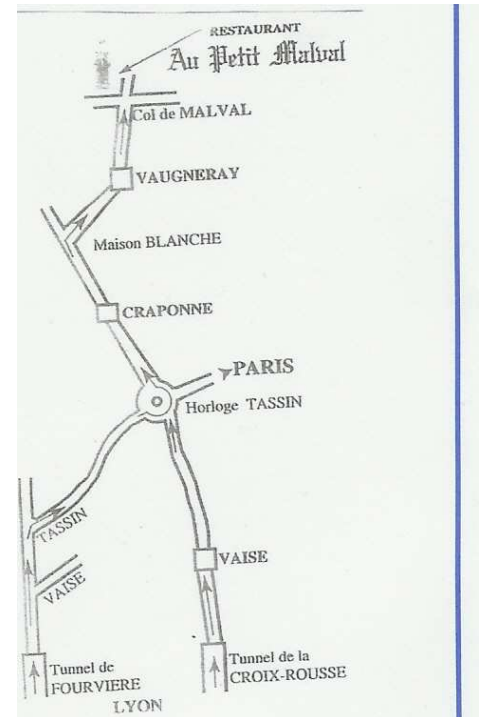 RESTAURANT
Au Petit Malval
Col de MALVAL
VAUGNERAY
Maison BLANCHE
CRAPONNE
PARIS
Horloge TASSIN
TASSIN
VAISE
VAISE
Tunnel de
FOURVIERE
Tunnel de la
CROIX-ROUSSE
LYON